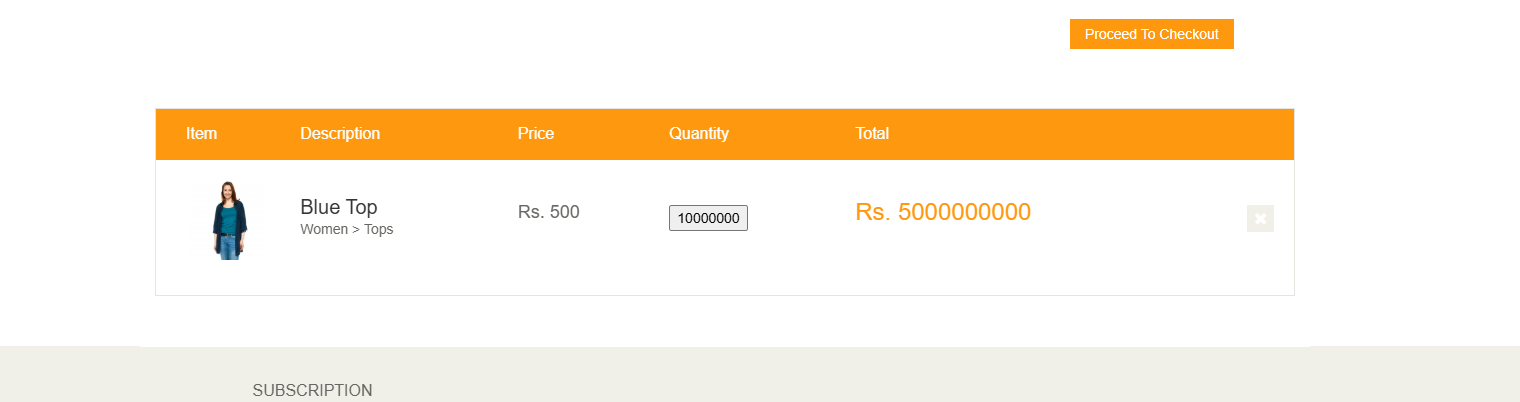 Proceed To Checkout
Item Description Price Quantity Total
Blue Top
Women > Tops
Rs. 500
10000000
Rs. 5000000000
SUBSCRIPTION